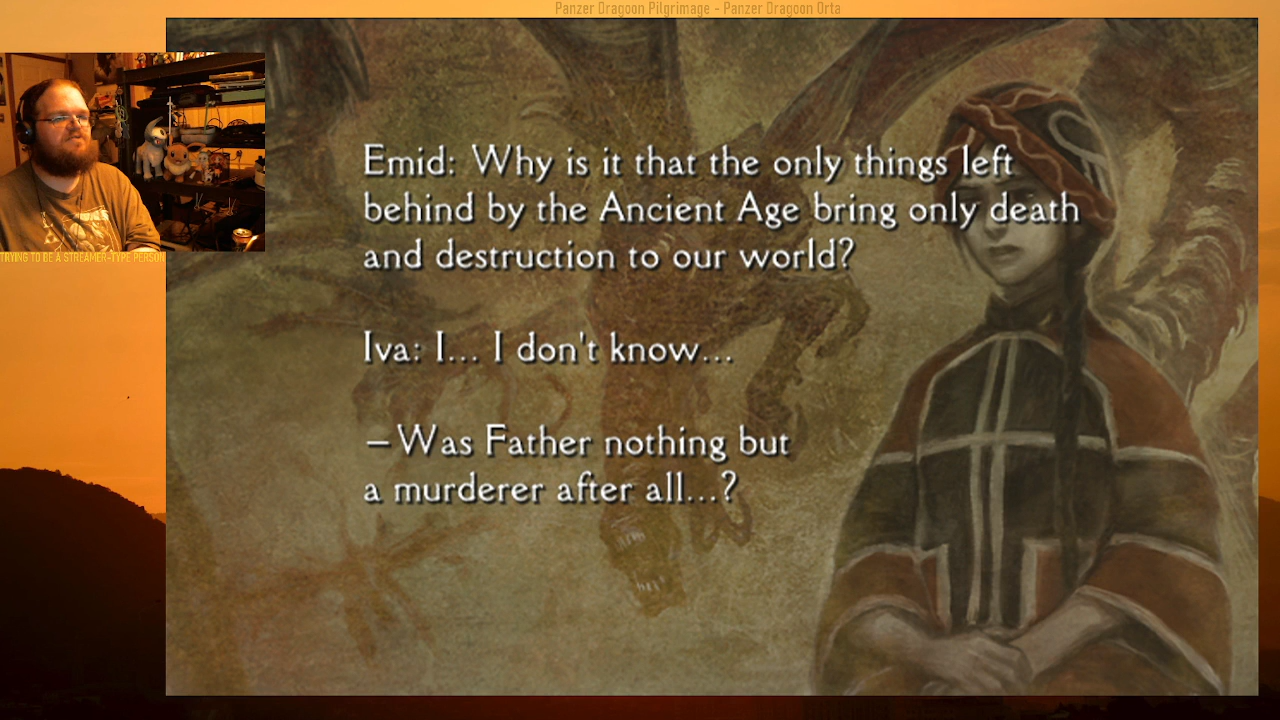 Panzer Dragoon Pilgrimage - Panzer Dragoon Orta
Emid: Why is it that the only things left
behind by the Ancient Age bring only death
and destruction to our world?
Iva: I... I don't know...
– Was Father nothing but
a murderer after all...?
TRYING TO BE A STREAMER-TYPE PERSON